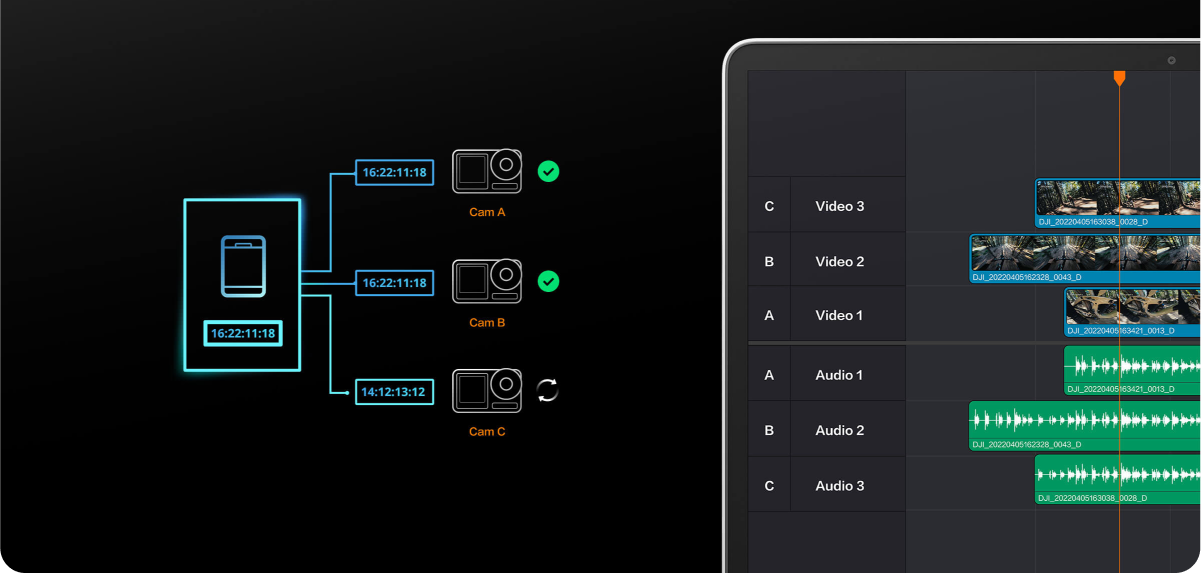 16:22:11:18
16:22:11:18
Cam A
16:22:11:18
Cam B
14:12:13:12
Cam C
C Video 3
DJI_20220405163038_0028_D
B Video 2
DJI_20220405162328_0043_D
A Video 1
DJI_20220405163421_0013_D
A Audio 1
DJI_20220405163421_0013_D
B Audio 2
DJI_20220405162328_0043_D
C Audio 3
DJI_20220405163038_0028_D